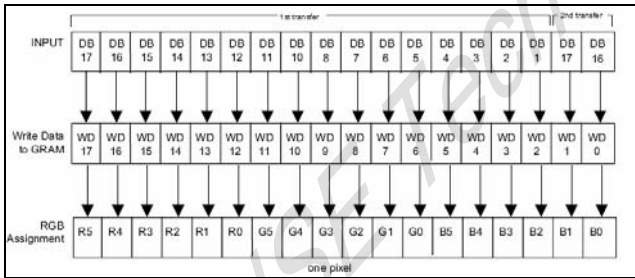 1st transfer 2nd transfer
INPUT DB 17 DB 16 DB 15 DB 14 DB 13 DB 12 DB 11 DB 10 DB 8 DB 7 DB 6 DB 5 DB 4 DB 3 DB 2 DB 1 DB 17 DB 16
Write Data to GRAM WD 17 WD 16 WD 15 WD 14 WD 13 WD 12 WD 11 WD 10 WD 9 WD 8 WD 7 WD 6 WD 5 WD 4 WD 3 WD 2 WD 1 WD 0
RGB Assignment R5 R4 R3 R2 R1 R0 G5 G4 G3 G2 G1 G0 B5 B4 B3 B2 B1 B0
one pixel